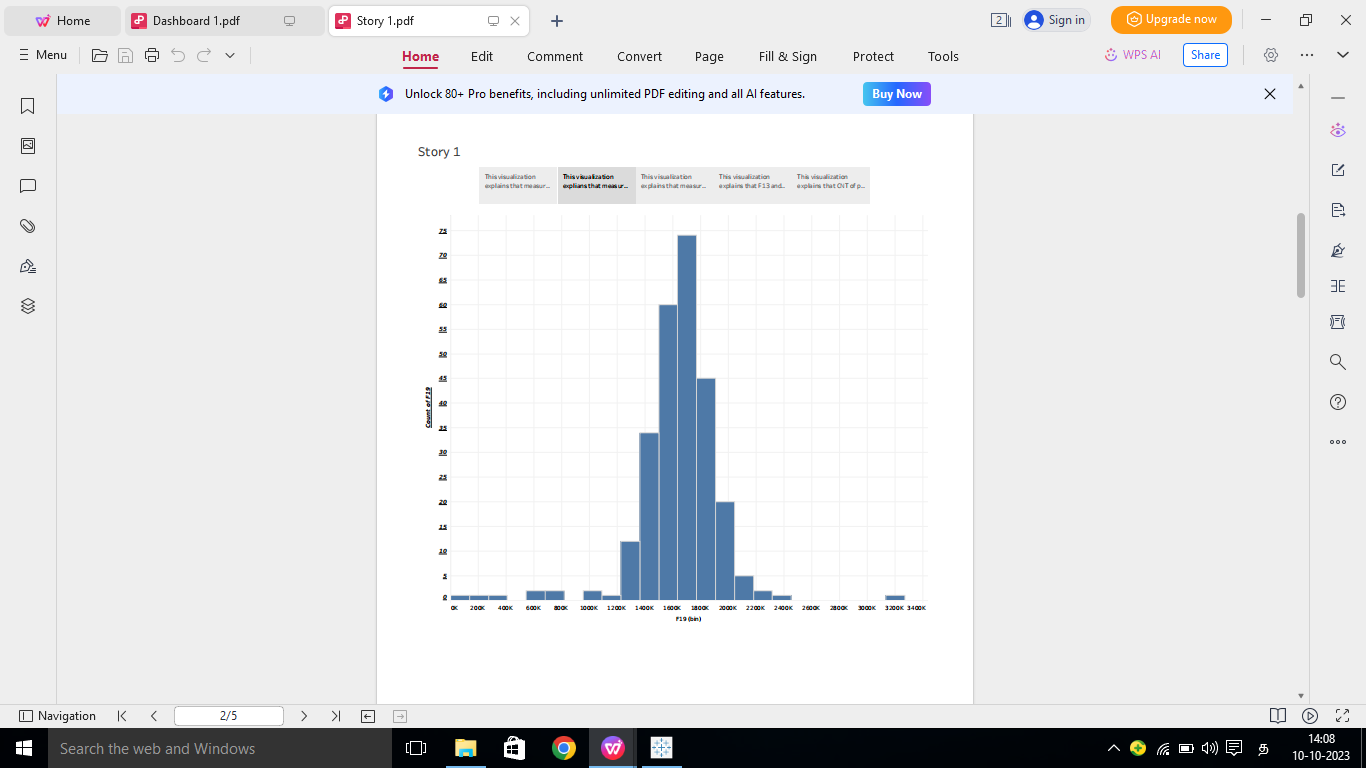 Home
Dashboard 1.pdf
Story 1.pdf
2
Sign in
Upgrade now
Menu
Home
Edit
Comment
Convert
Page
Fill & Sign
Protect
Tools
WPS AI
Share
Unlock 80+ Pro benefits, including unlimited PDF editing and all AI features.
Buy Now
Story 1
This visualization
explains that measur...
This visualization
explians that measur...
This visualization
explains that measur...
This visualization
explains that F13 and..
This visualization
explains that CNT of p...
75
70
65
60
55
50
45
40
35
30
25
20
15
10
5
0
Count of F19
0K 200K 400K 600K 800K 1000K 1200K 1400K 1600K 1800K 2000K 2200K 2400K 2600K 2800K 3000K 3200K 3400K
F19 (bin)
Navigation
2/5
Search the web and Windows
த
14:08
10-10-2023